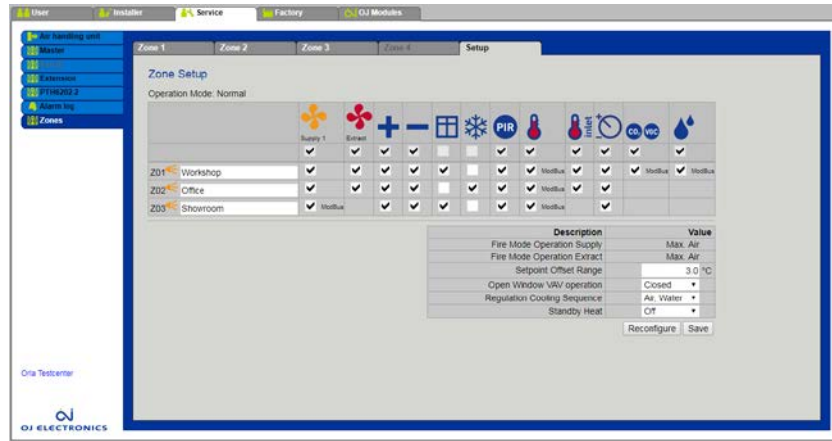 User Installer Service Factory OJ Modules
Air handling unit
Master
Extension
PTH6202.2
Alarm log
Zones
Zone 1 Zone 2 Zone 3 Zone 4 Setup
Zone Setup
Operation Mode: Normal
Supply 1 Extract PIR inlet CO₂ VOC
Z01 Workshop ModBus ModBus ModBus
Z02 Office ModBus
Z03 Showroom ModBus ModBus
Description Value
Fire Mode Operation Supply Max. Air
Fire Mode Operation Extract Max. Air
Setpoint Offset Range 3.0 °C
Open Window VAV operation Closed
Regulation Cooling Sequence Air, Water
Standby Heat Off
Reconfigure Save
Orla Testcenter
OJ ELECTRONICS